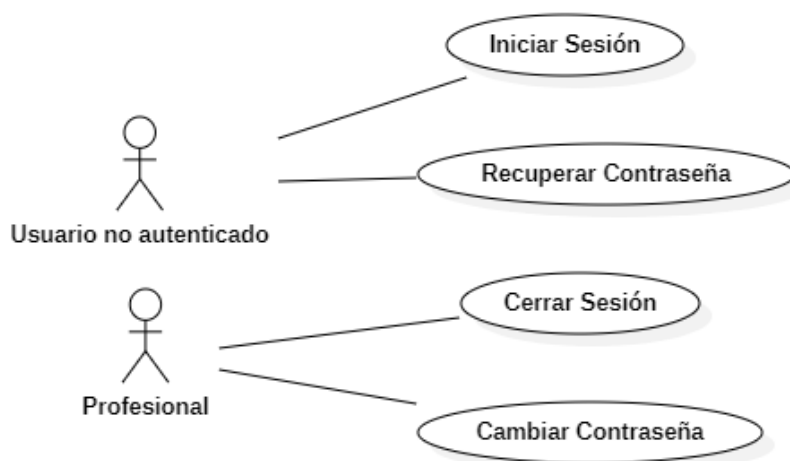 Iniciar Sesión
Recuperar Contraseña
Usuario no autenticado
Cerrar Sesión
Profesional
Cambiar Contraseña